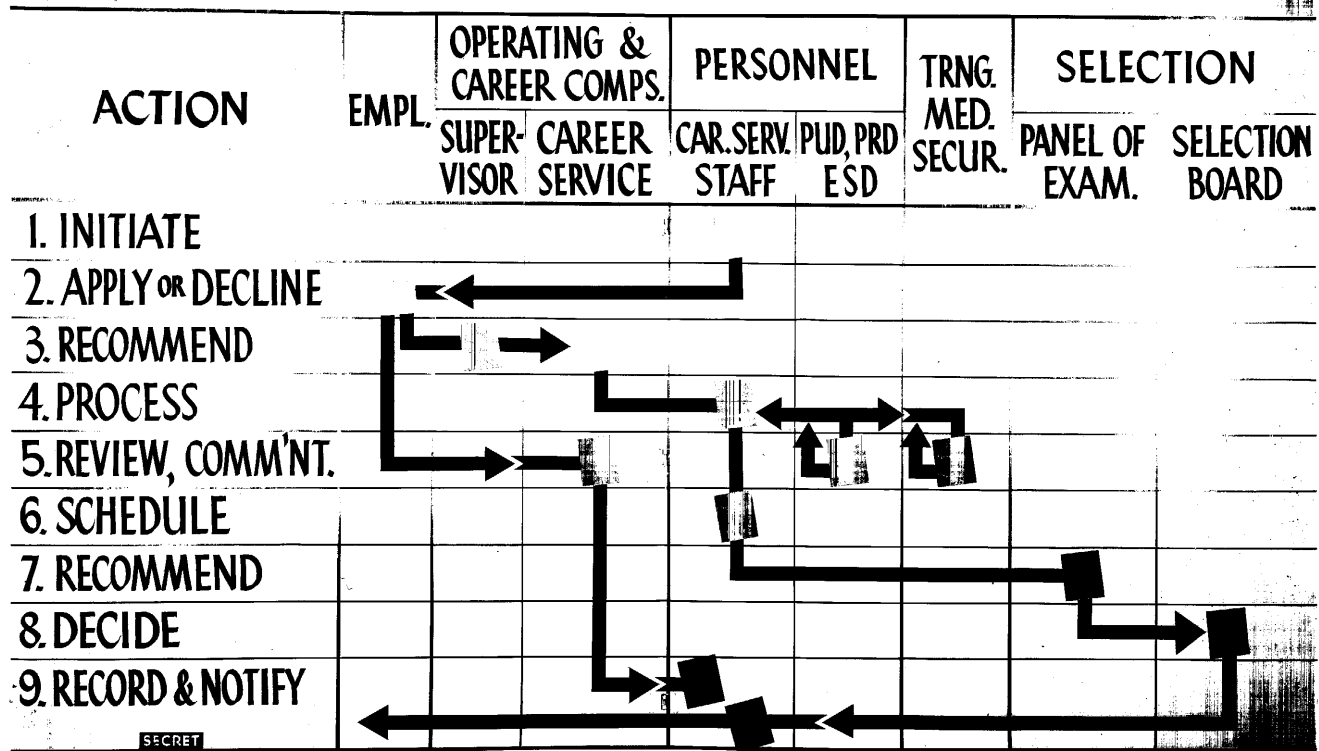 ACTION
EMPL.
OPERATING &
CAREER COMPS.
SUPER-
VISOR
CAREER
SERVICE
PERSONNEL
CAR. SERV.
STAFF
PUD, PRD
ESD
TRNG.
MED.
SECUR.
SELECTION
PANEL OF
EXAM.
SELECTION
BOARD
1. INITIATE
2. APPLY OR DECLINE
3. RECOMMEND
4. PROCESS
5. REVIEW, COMM'NT.
6. SCHEDULE
7. RECOMMEND
8. DECIDE
9. RECORD & NOTIFY
SECRET